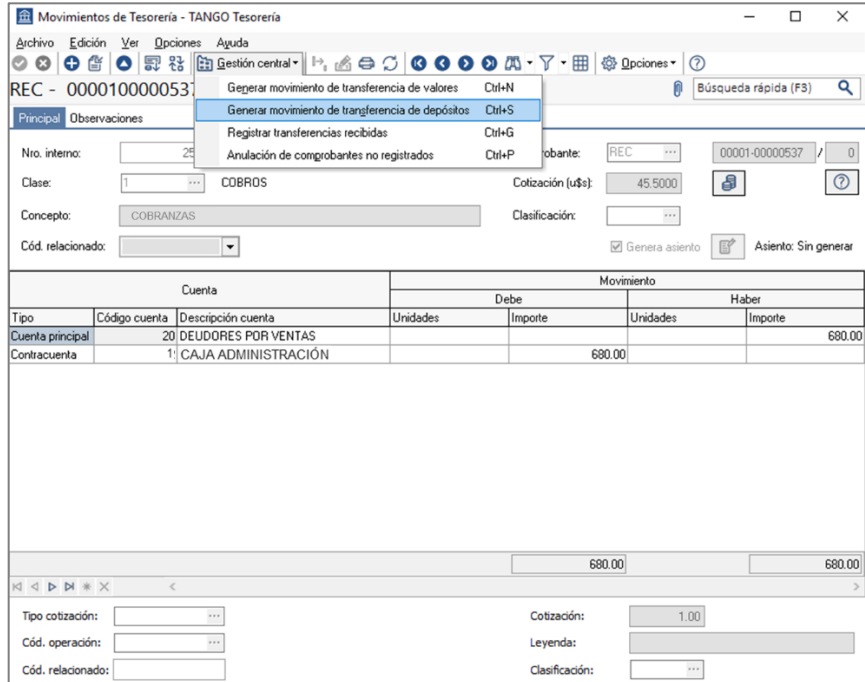 Movimientos de Tesorería - TANGO Tesorería
Archivo Edición Ver Opciones Ayuda
Gestión central Opciones
REC - 0000100000537 Búsqueda rápida (F3)
Generar movimiento de transferencia de valores Ctrl+N
Generar movimiento de transferencia de depósitos Ctrl+S
Registrar transferencias recibidas Ctrl+G
Anulación de comprobantes no registrados Ctrl+P
Principal Observaciones
Nro. interno: 25 obante: REC 00001-00000537 / 0
Clase: 1 COBROS Cotización (u$s): 45.5000
Concepto: COBRANZAS Clasificación:
Cód. relacionado: Genera asiento Asiento: Sin generar
Cuenta Movimiento
Debe Haber
Tipo Código cuenta Descripción cuenta Unidades Importe Unidades Importe
Cuenta principal 20 DEUDORES POR VENTAS 680.00
Contracuenta 1 CAJA ADMINISTRACIÓN 680.00
680.00 680.00
Tipo cotización: Cotización: 1.00
Cód. operación: Leyenda:
Cód. relacionado: Clasificación: